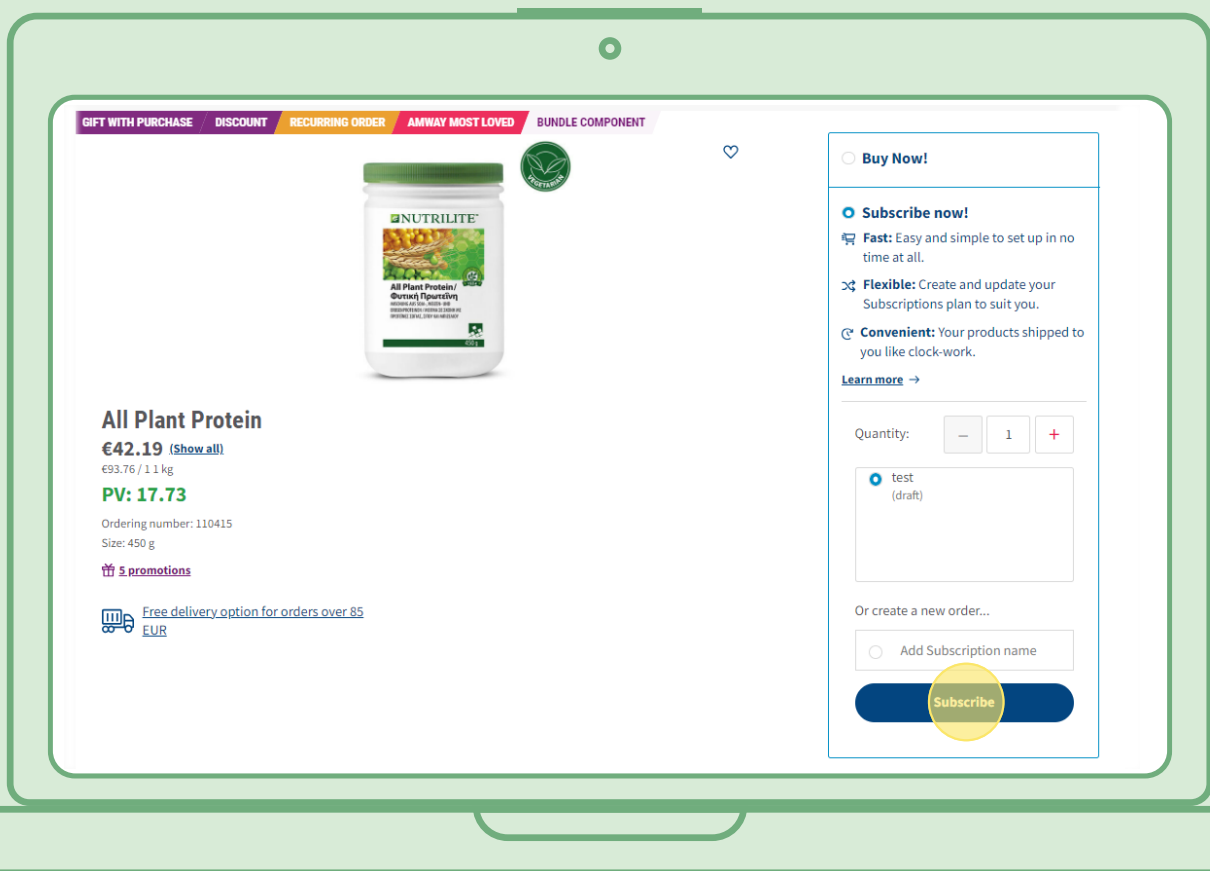 GIFT WITH PURCHASE DISCOUNT RECURRING ORDER AMWAY MOST LOVED BUNDLE COMPONENT
VEGETARIAN
NUTRILITE™
All Plant Protein/
Φυτική Πρωτεΐνη
450 g
All Plant Protein
€42.19 (Show all)
€93.76 / 1 1 kg
PV: 17.73
Ordering number: 110415
Size: 450 g
5 promotions
Free delivery option for orders over 85
EUR
Buy Now!
Subscribe now!
Fast: Easy and simple to set up in no
time at all.
Flexible: Create and update your
Subscriptions plan to suit you.
Convenient: Your products shipped to
you like clock-work.
Learn more →
Quantity: – 1 +
test
(draft)
Or create a new order...
Add Subscription name
Subscribe